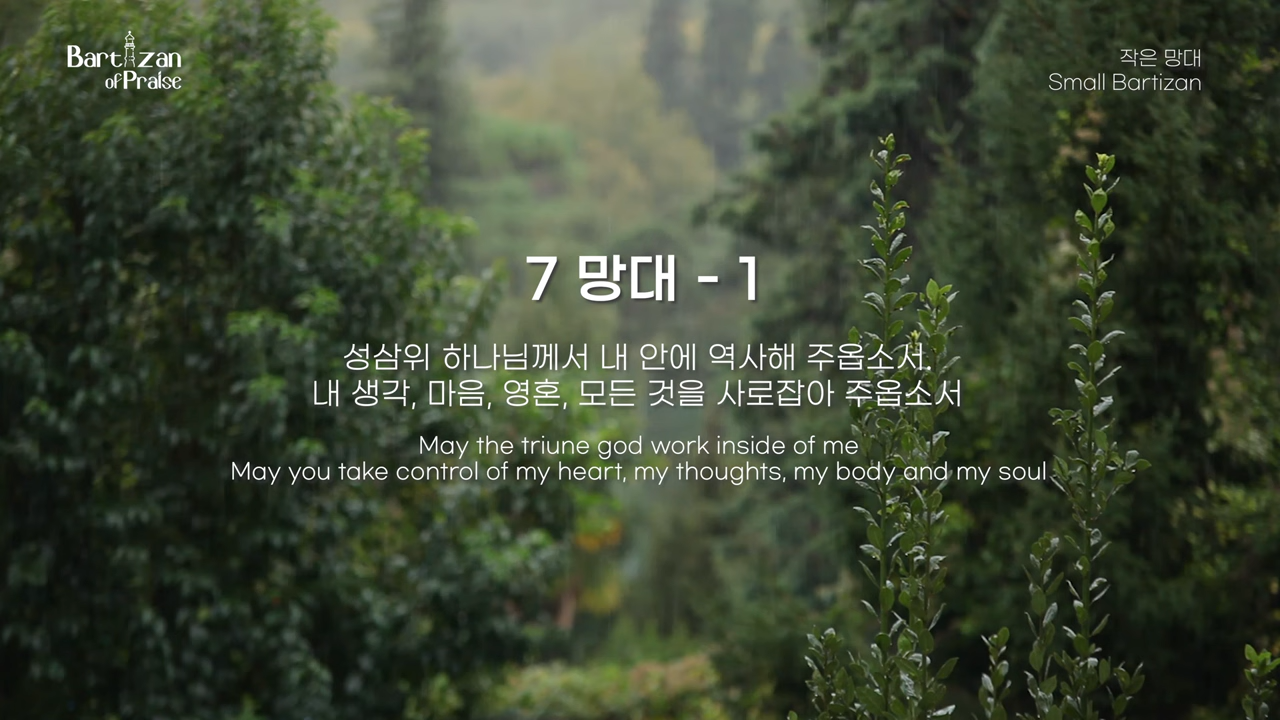 Bartizan
of Praise
작은 망대
Small Bartizan
7 망대 - 1
성삼위 하나님께서 내 안에 역사해 주옵소서.
내 생각, 마음, 영혼, 모든 것을 사로잡아 주옵소서
May the triune god work inside of me
May you take control of my heart, my thoughts, my body and my soul